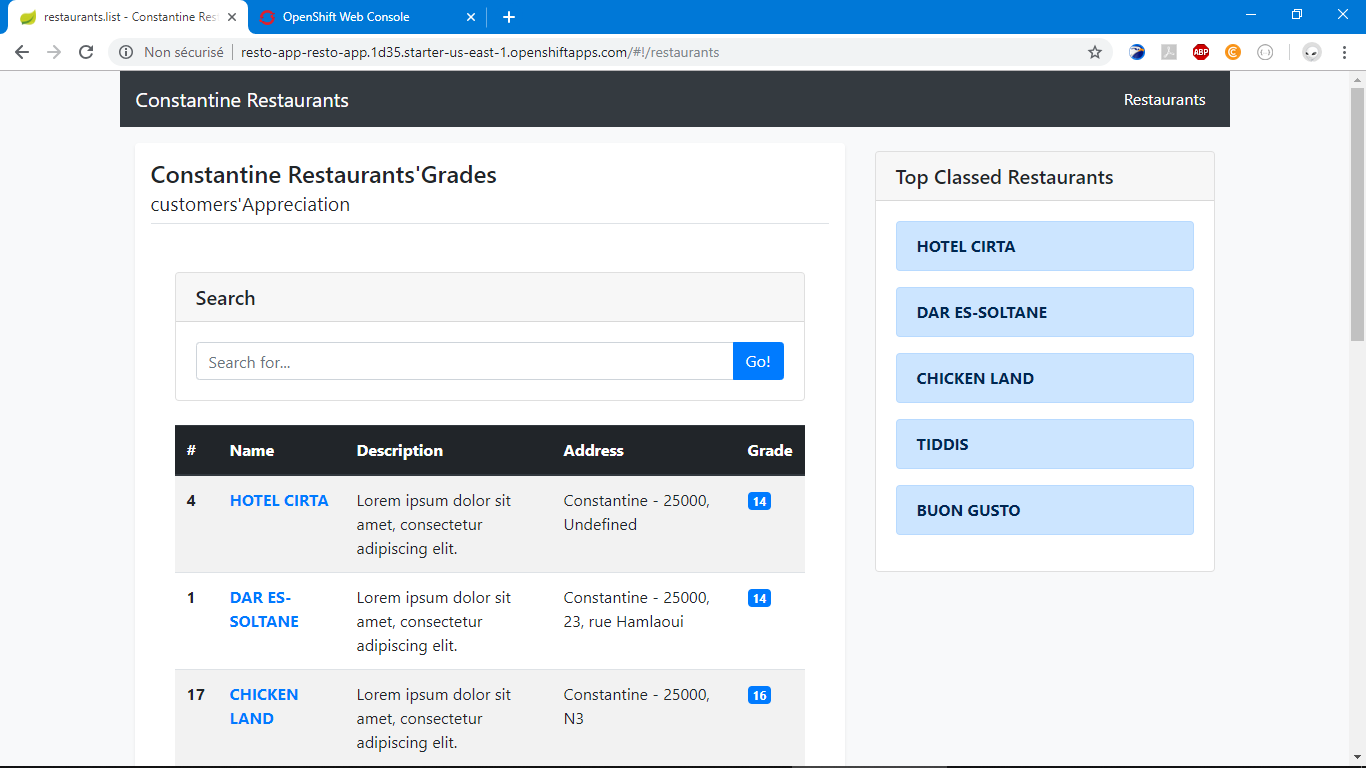 restaurants.list - Constantine Res
OpenShift Web Console
Non sécurisé
resto-app-resto-app.1d35.starter-us-east-1.openshiftapps.com/#!/restaurants
ABP
Constantine Restaurants
Restaurants
Constantine Restaurants'Grades
customers'Appreciation
Search
Search for...
Go!
# Name Description Address Grade
4 HOTEL CIRTA Lorem ipsum dolor sit Constantine - 25000, 14
amet, consectetur Undefined
adipiscing elit.
1 DAR ES- Lorem ipsum dolor sit Constantine - 25000, 14
SOLTANE amet, consectetur 23, rue Hamlaoui
adipiscing elit.
17 CHICKEN Lorem ipsum dolor sit Constantine - 25000, 16
LAND amet, consectetur N3
adipiscing elit.
Top Classed Restaurants
HOTEL CIRTA
DAR ES-SOLTANE
CHICKEN LAND
TIDDIS
BUON GUSTO